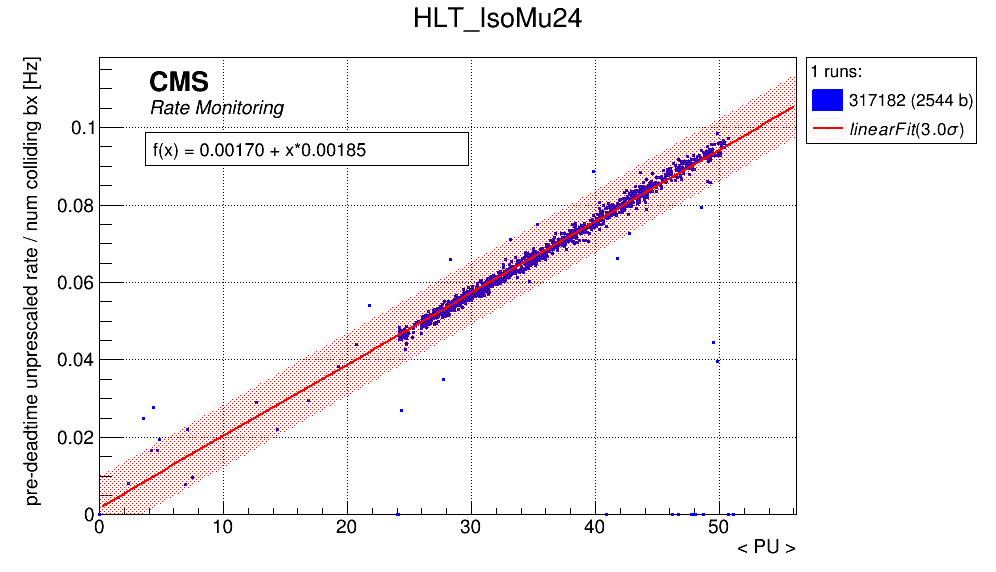 HLT_IsoMu24
pre-deadtime unprescaled rate / num colliding bx [Hz]
CMS
Rate Monitoring
f(x) = 0.00170 + x*0.00185
1 runs:
317182 (2544 b)
linearFit(3.0σ)
0.1
0.08
0.06
0.04
0.02
0
0 10 20 30 40 50
< PU >